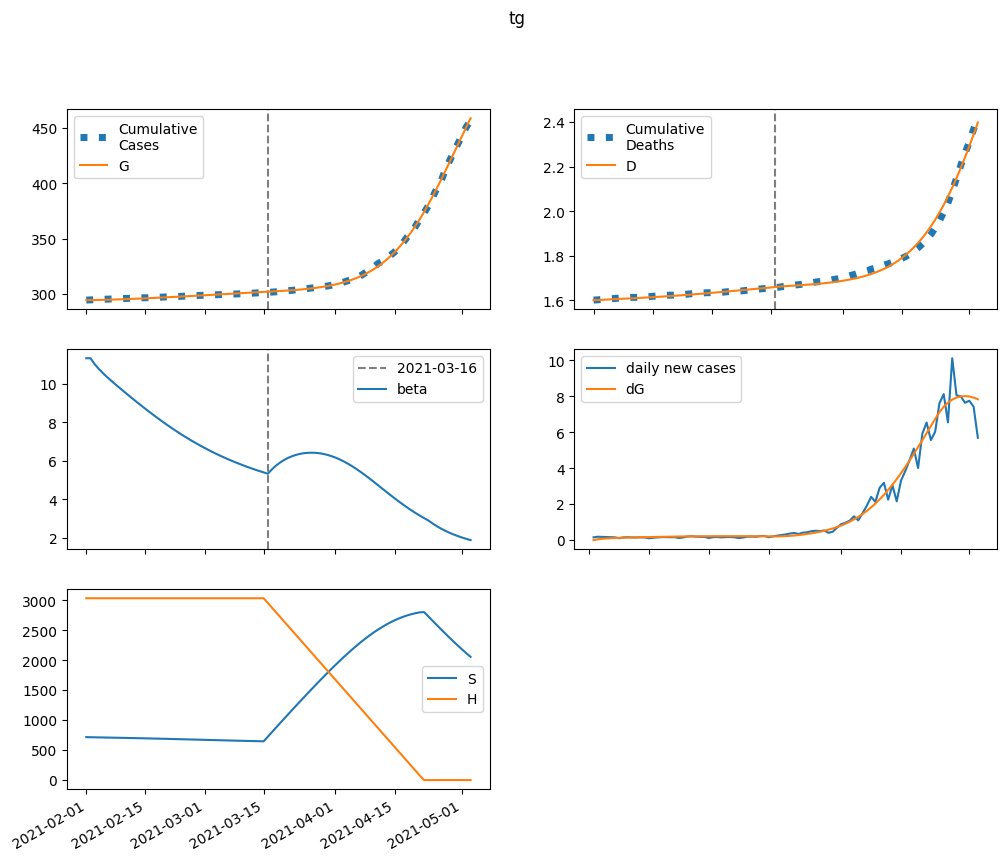 tg
450
400
350
300
Cumulative
Cases
G
2.4
2.2
2.0
1.8
1.6
Cumulative
Deaths
D
10
8
6
4
2
2021-03-16
beta
10
8
6
4
2
0
daily new cases
dG
3000
2500
2000
1500
1000
500
0
S
H
2021-02-01
2021-02-15
2021-03-01
2021-03-15
2021-04-01
2021-04-15
2021-05-01